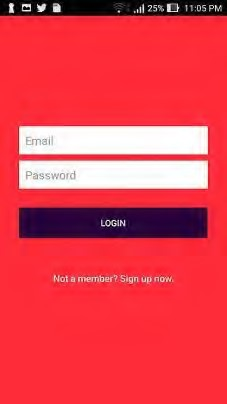 25% 11:05 PM
Email
Password
LOGIN
Not a member? Sign up now.